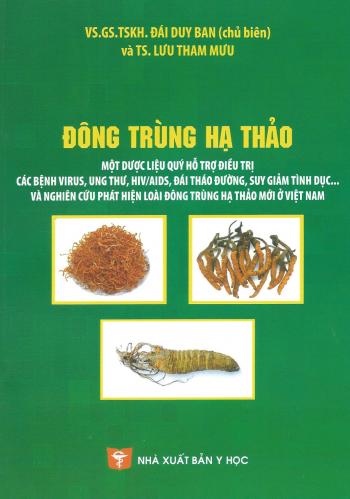 VS.GS.TSKH. ĐÁI DUY BAN (chủ biên)
và TS. LƯU THAM MƯU
ĐÔNG TRÙNG HẠ THẢO
MỘT DƯỢC LIỆU QUÝ HỖ TRỢ ĐIỀU TRỊ
CÁC BỆNH VIRUS, UNG THƯ, HIV/AIDS, ĐÁI THÁO ĐƯỜNG, SUY GIẢM TÌNH DỤC...
VÀ NGHIÊN CỨU PHÁT HIỆN LOÀI ĐÔNG TRÙNG HẠ THẢO MỚI Ở VIỆT NAM
NHÀ XUẤT BẢN Y HỌC